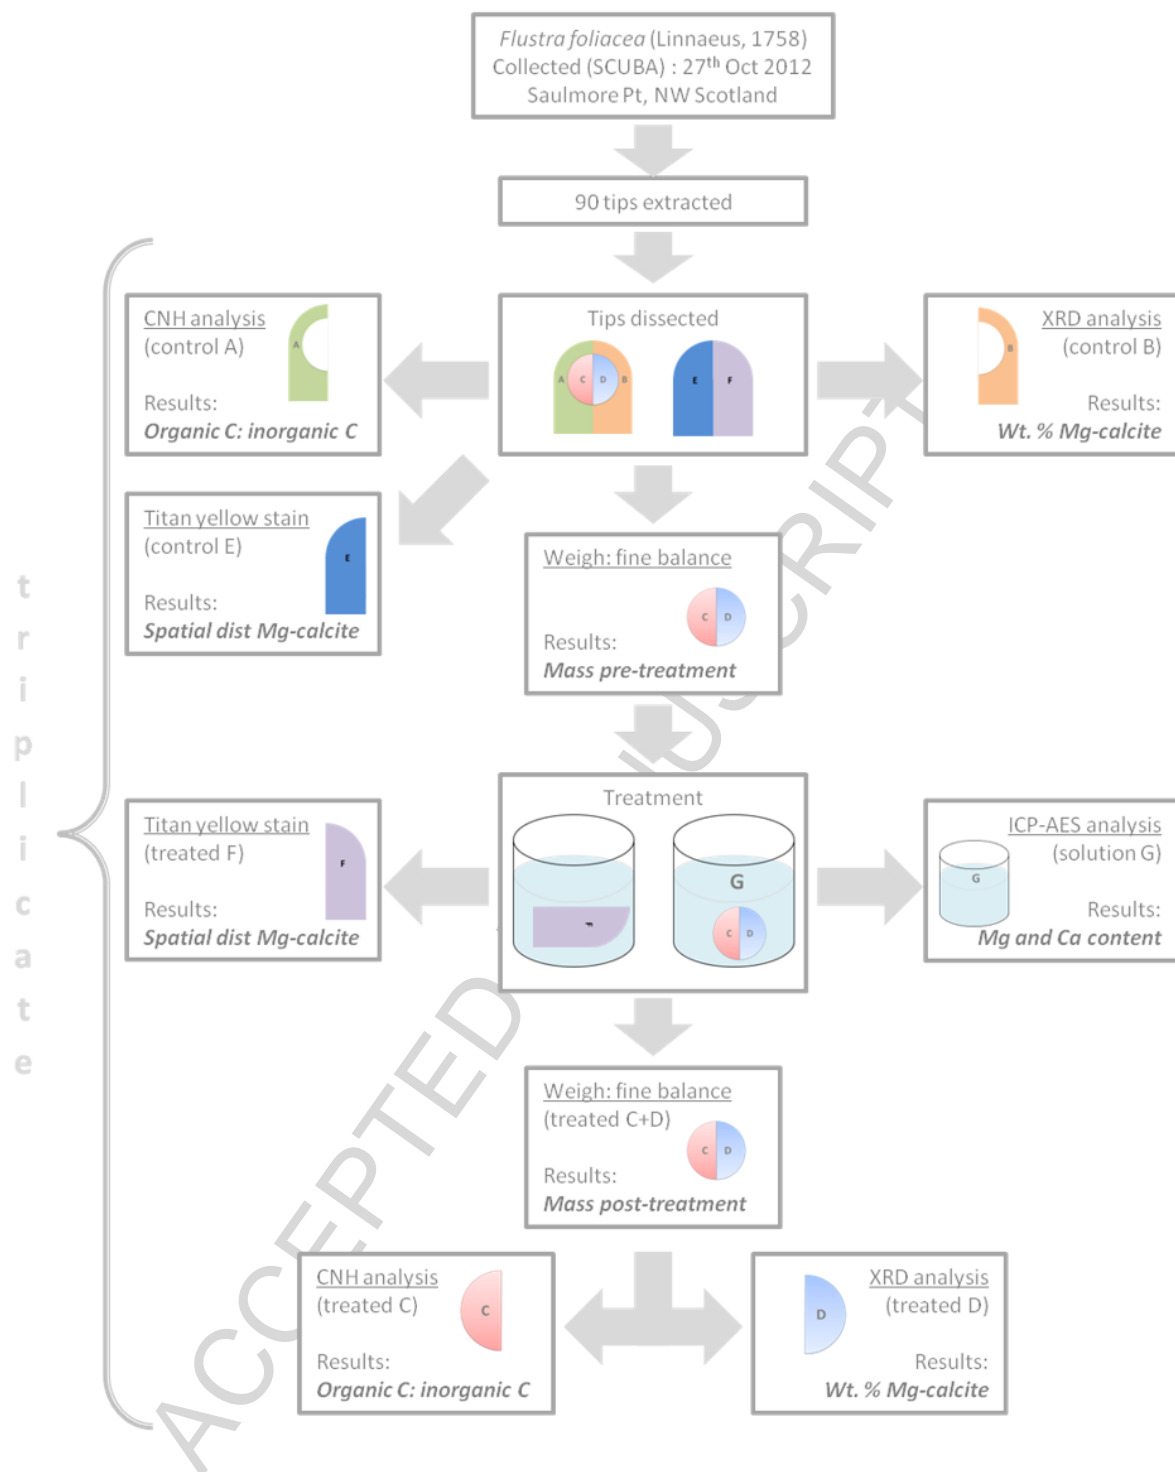 Flustra foliacea (Linnaeus, 1758)
Collected (SCUBA) : 27th Oct 2012
Saulmore Pt, NW Scotland
90 tips extracted
CNH analysis
(control A)
A
Results:
Organic C: inorganic C
Tips dissected
A
C
D
B
E
F
XRD analysis
(control B)
B
Results:
Wt. % Mg-calcite
Titan yellow stain
(control E)
E
Results:
Spatial dist Mg-calcite
Weigh: fine balance
C
D
Results:
Mass pre-treatment
triplicate
Titan yellow stain
(treated F)
F
Results:
Spatial dist Mg-calcite
Treatment
F
G
C
D
ICP-AES analysis
(solution G)
G
Results:
Mg and Ca content
Weigh: fine balance
(treated C+D)
C
D
Results:
Mass post-treatment
CNH analysis
(treated C)
C
Results:
Organic C: inorganic C
XRD analysis
(treated D)
D
Results:
Wt. % Mg-calcite
ACCEPTED MANUSCRIPT